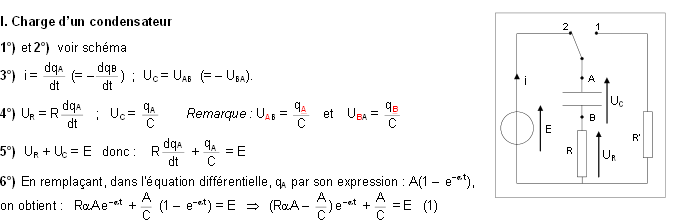 I. Charge d'un condensateur
1°) et 2°) voir schéma
3°) i = dqA/dt (= – dqB/dt) ; UC = UAB (= – UBA).
4°) UR = R dqA/dt ; UC = qA/C Remarque : UAB = qA/C et UBA = qB/C
5°) UR + UC = E donc : R dqA/dt + qA/C = E
6°) En remplaçant, dans l'équation différentielle, qA par son expression : A(1 – e^–αt),
on obtient : RαAe^–αt + A/C (1 – e^–αt) = E ⇒ (RαA – A/C) e^–αt + A/C = E (1)
2 1
A
i
UC
B
E
R
UR
R'